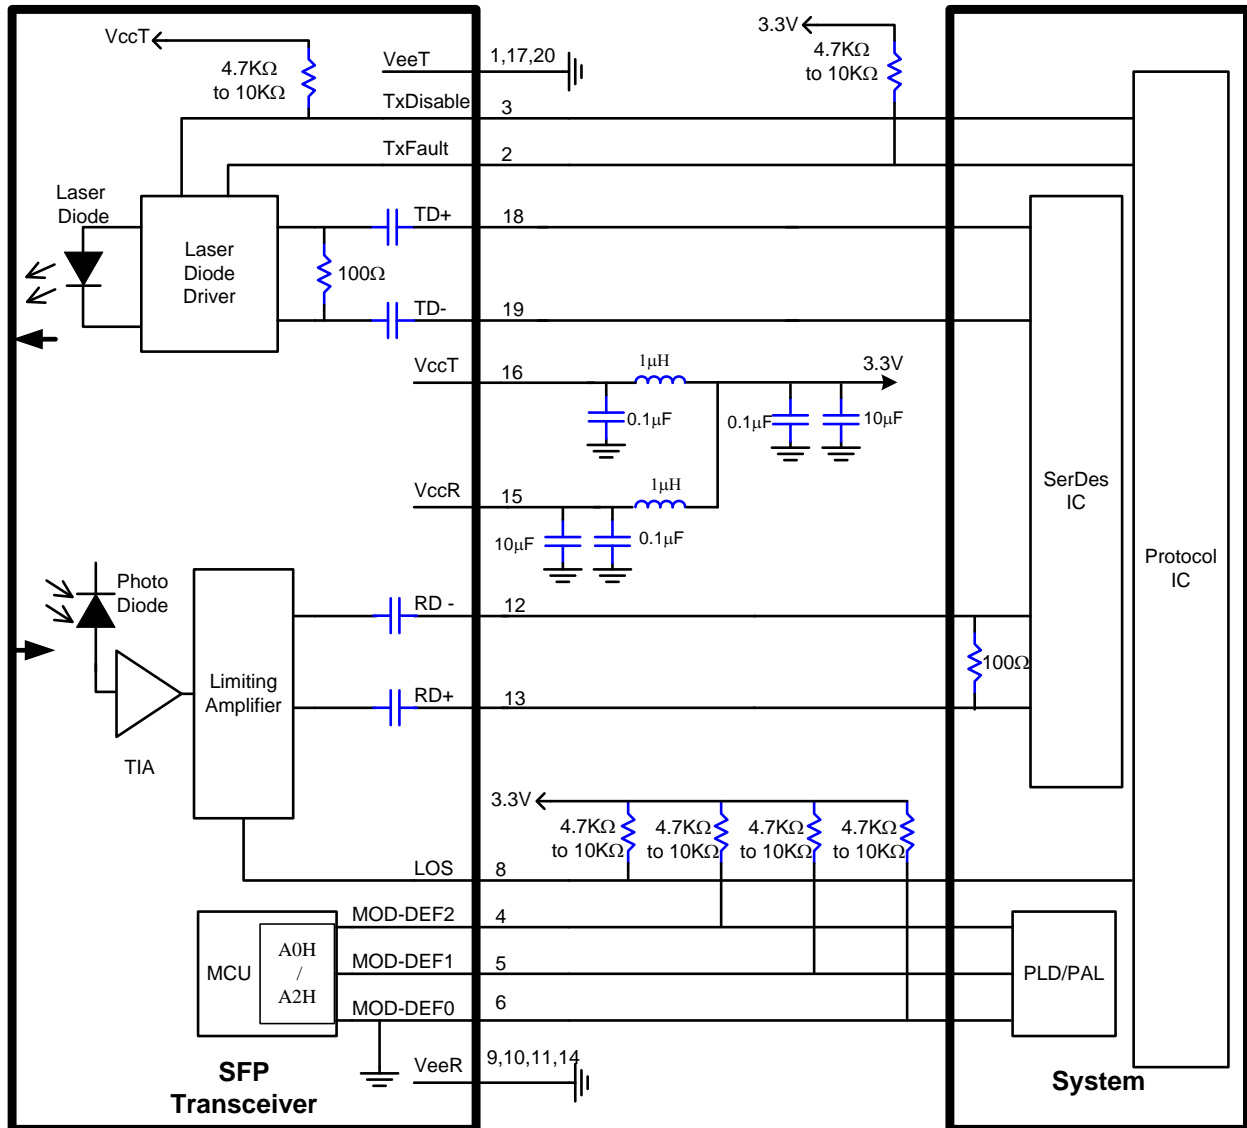 VccT
4.7KΩ
to 10KΩ
VeeT
1,17,20
3.3V
4.7KΩ
to 10KΩ
TxDisable
3
TxFault
2
Laser
Diode
Laser
Diode
Driver
TD+
18
100Ω
TD-
19
VccT
16
1μH
3.3V
0.1μF
0.1μF
10μF
VccR
15
1μH
10μF
0.1μF
SerDes
IC
Protocol
IC
Photo
Diode
RD -
12
Limiting
Amplifier
100Ω
RD+
13
TIA
3.3V
4.7KΩ
to 10KΩ
4.7KΩ
to 10KΩ
4.7KΩ
to 10KΩ
4.7KΩ
to 10KΩ
LOS
8
MOD-DEF2
4
MCU
A0H
/
A2H
MOD-DEF1
5
PLD/PAL
MOD-DEF0
6
VeeR
9,10,11,14
SFP
Transceiver
System